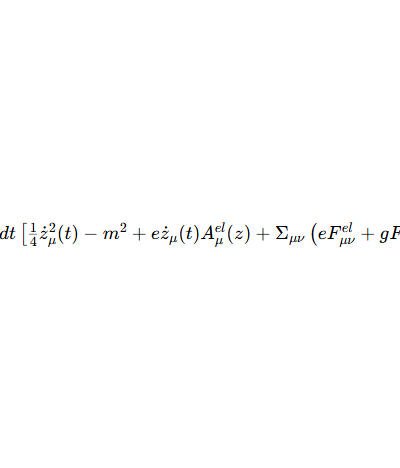 dt [¼ż²_μ(t) − m² + eż_μ(t)A^{el}_μ(z) + Σ_{μν} (eF^{el}_{μν} + gF